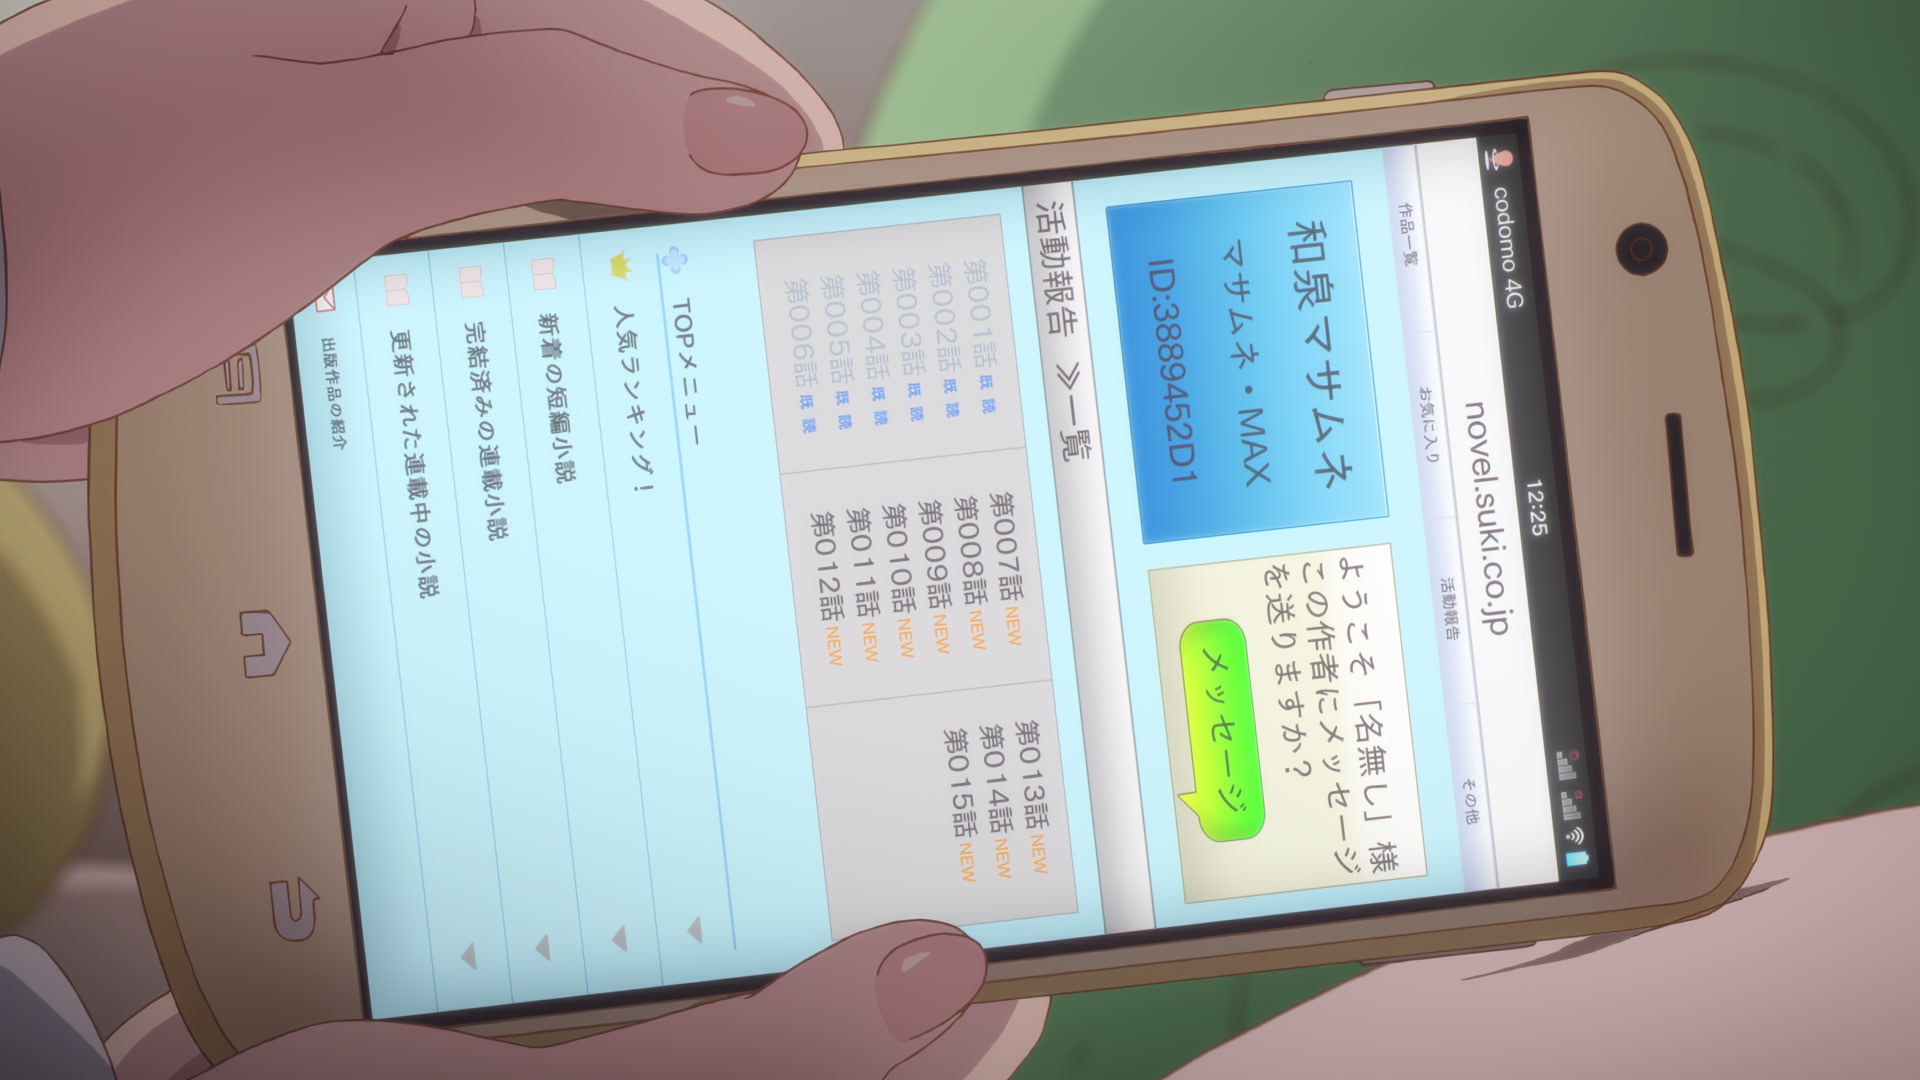 codomo 4G 12:25
novel.suki.co.jp
作品一覧 お気に入り 活動報告 その他
和泉マサムネ
マサムネ・MAX
ID:3889452D1
ようこそ「名無し」様
この作者にメッセージ
を送りますか？
メッセージ
活動報告 ≫一覧
第001話 既読
第002話 既読
第003話 既読
第004話 既読
第005話 既読
第006話 既読
第007話 NEW
第008話 NEW
第009話 NEW
第010話 NEW
第011話 NEW
第012話 NEW
第013話 NEW
第014話 NEW
第015話 NEW
TOPメニュー
人気ランキング！
新着の短編小説
完結済みの連載小説
更新された連載中の小説
出版作品の紹介